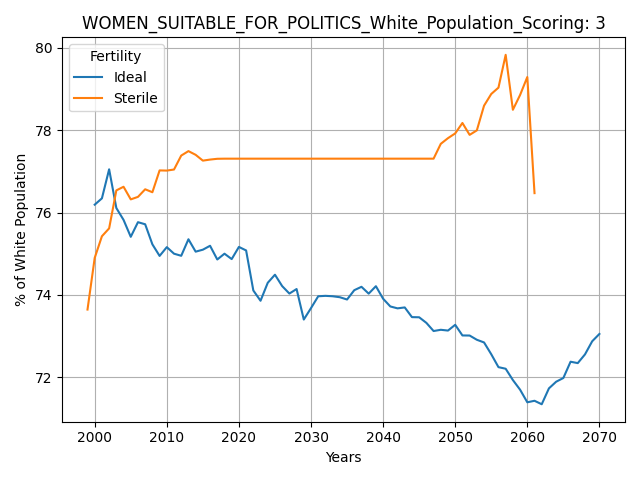 WOMEN_SUITABLE_FOR_POLITICS_White_Population_Scoring: 3
Fertility
Ideal
Sterile
% of White Population
80
78
76
74
72
2000 2010 2020 2030 2040 2050 2060 2070
Years